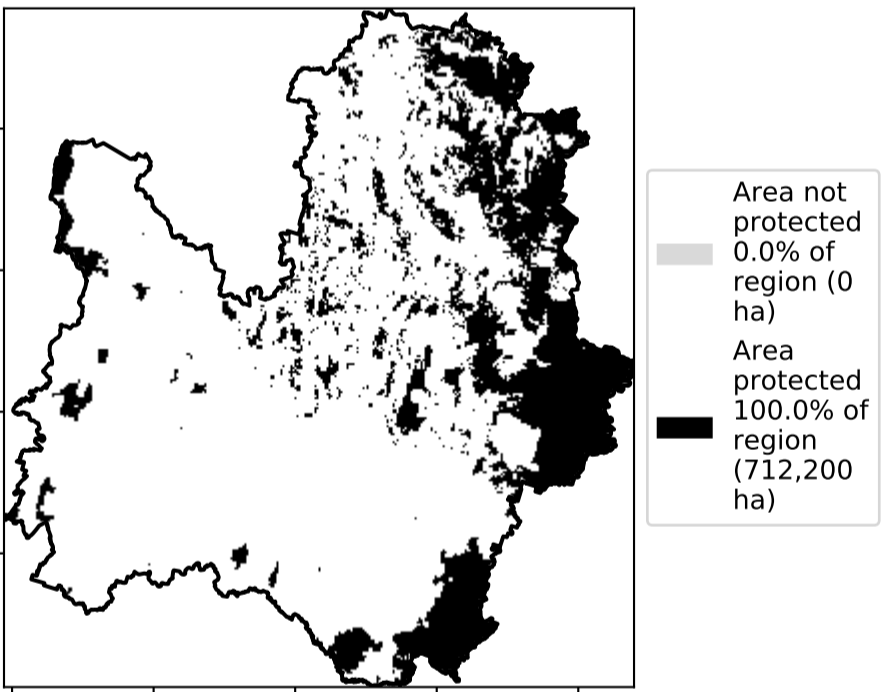 Area not
protected
0.0% of
region (0
ha)
Area
protected
100.0% of
region
(712,200
ha)